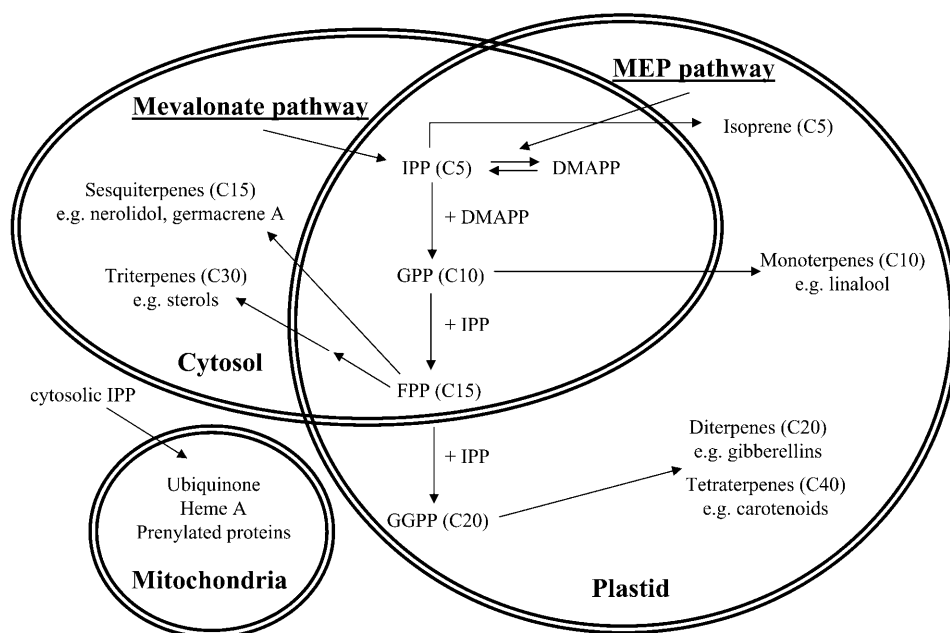 MEP pathway
Mevalonate pathway
Isoprene (C5)
IPP (C5)
DMAPP
Sesquiterpenes (C15)
e.g. nerolidol, germacrene A
+ DMAPP
Triterpenes (C30)
e.g. sterols
GPP (C10)
Monoterpenes (C10)
e.g. linalool
+ IPP
Cytosol
FPP (C15)
cytosolic IPP
+ IPP
Diterpenes (C20)
e.g. gibberellins
Tetraterpenes (C40)
e.g. carotenoids
GGPP (C20)
Ubiquinone
Heme A
Prenylated proteins
Mitochondria
Plastid